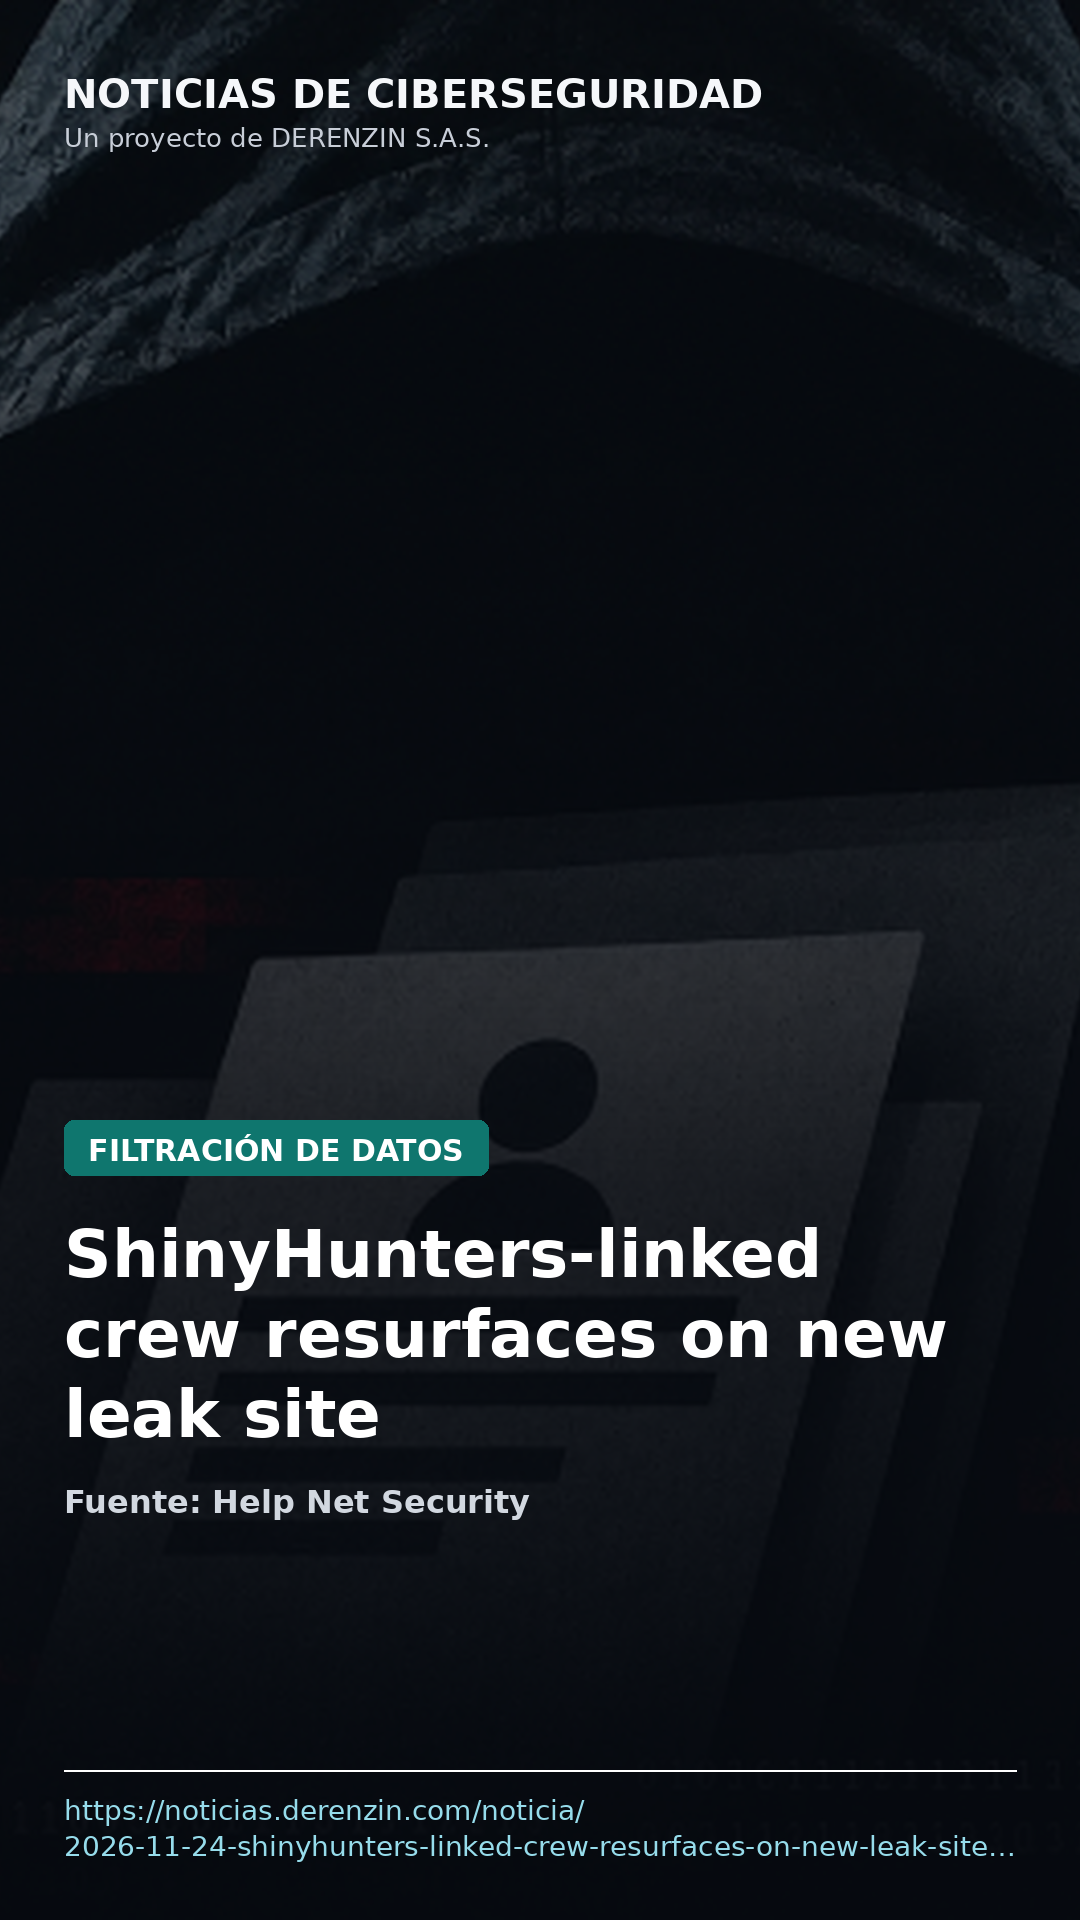 NOTICIAS DE CIBERSEGURIDAD
Un proyecto de DERENZIN S.A.S.
FILTRACIÓN DE DATOS
ShinyHunters-linked
crew resurfaces on new
leak site
Fuente: Help Net Security
https://noticias.derenzin.com/noticia/
2026-11-24-shinyhunters-linked-crew-resurfaces-on-new-leak-site…